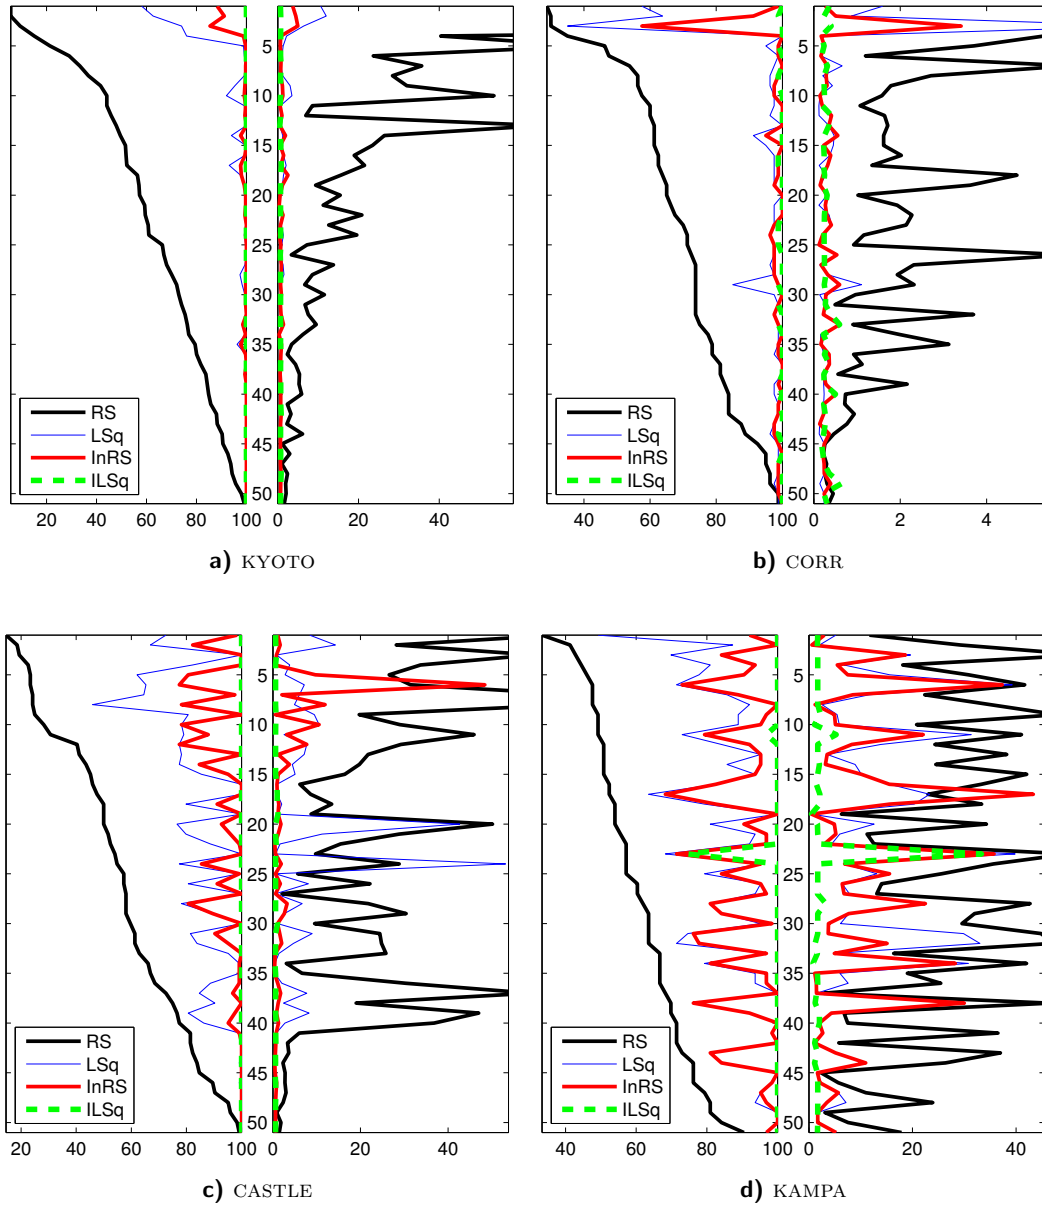 5
10
15
20
25
30
35
40
45
50
RS
LSq
InRS
ILSq
20 40 60 80 100 0 20 40
a) KYOTO
5
10
15
20
25
30
35
40
45
50
RS
LSq
InRS
ILSq
40 60 80 100 0 2 4
b) CORR
5
10
15
20
25
30
35
40
45
50
RS
LSq
InRS
ILSq
20 40 60 80 100 0 20 40
c) CASTLE
5
10
15
20
25
30
35
40
45
50
RS
LSq
InRS
ILSq
40 60 80 100 0 20 40
d) KAMPA